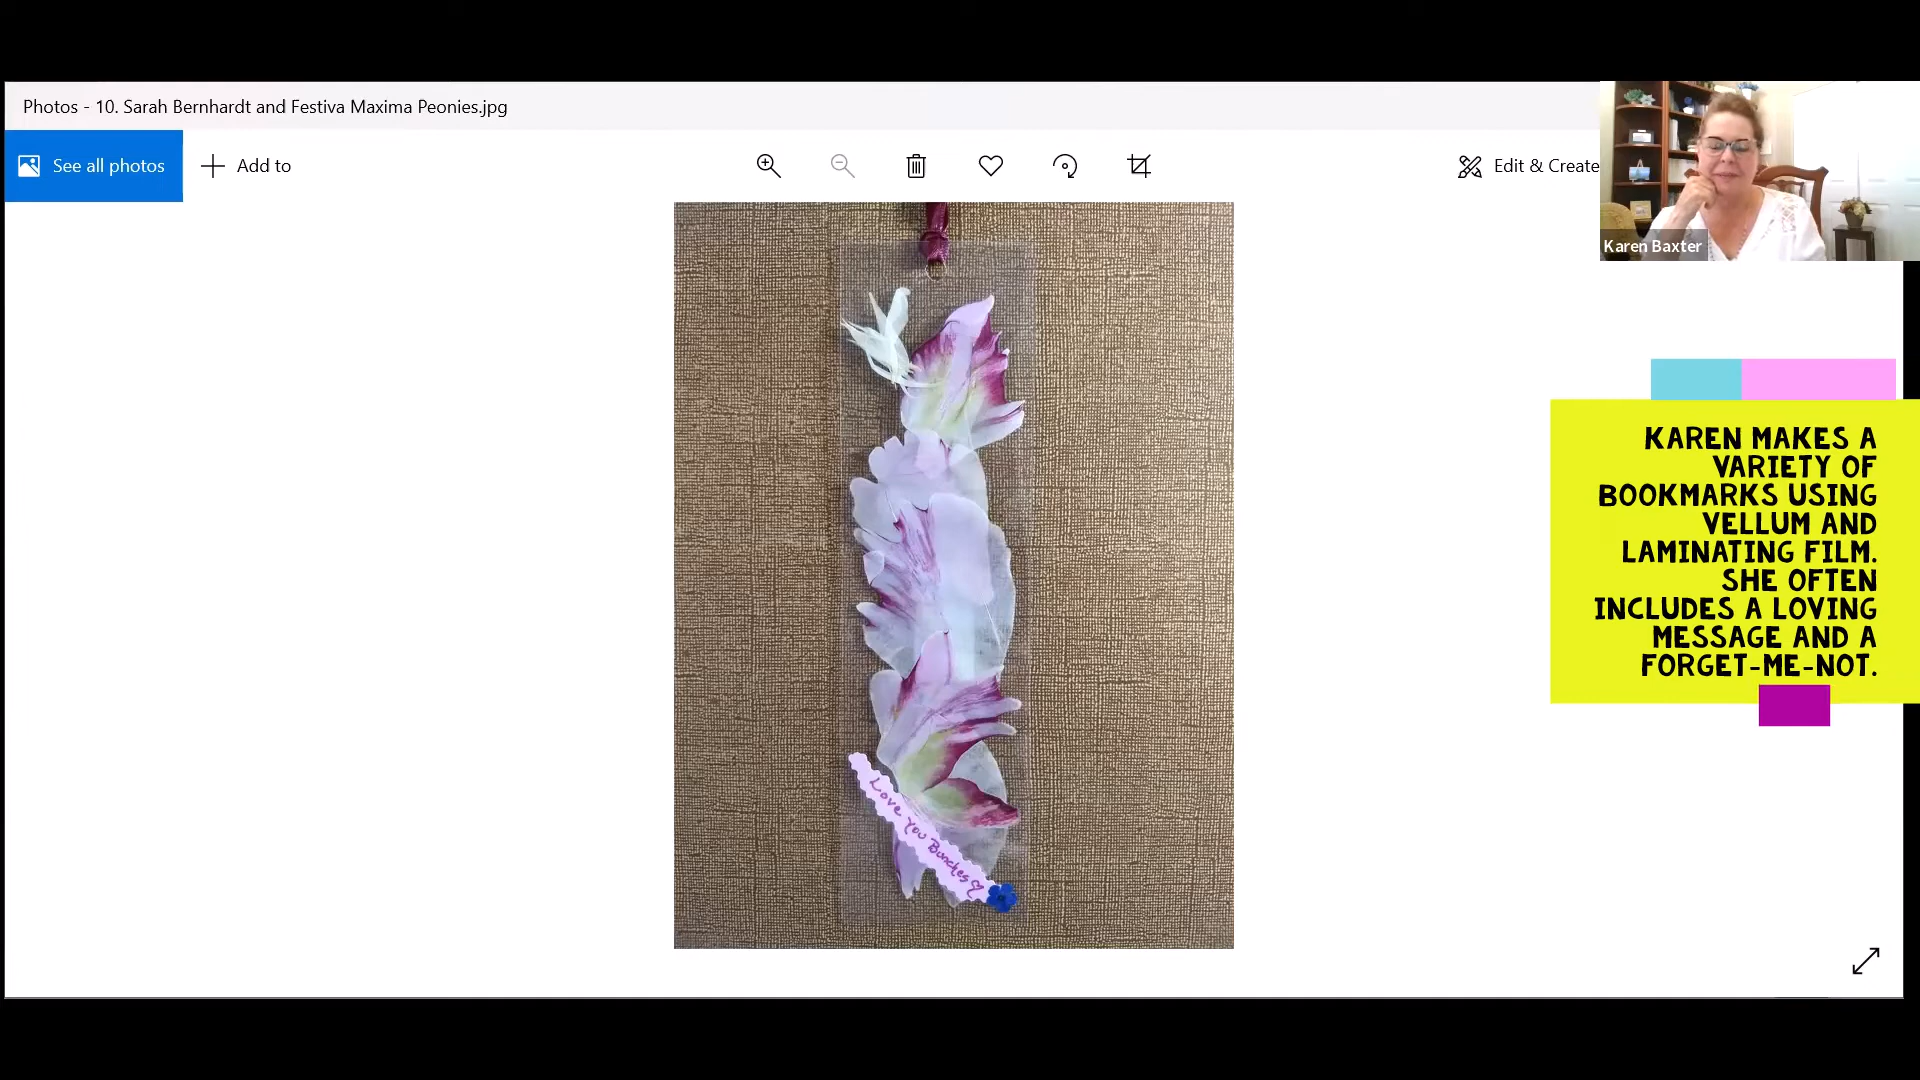 Photos - 10. Sarah Bernhardt and Festiva Maxima Peonies.jpg
See all photos
Add to
Edit & Create
Karen Baxter
KAREN MAKES A
VARIETY OF
BOOKMARKS USING
VELLUM AND
LAMINATING FILM.
SHE OFTEN
INCLUDES A LOVING
MESSAGE AND A
FORGET-ME-NOT.
Love You Bunches♡